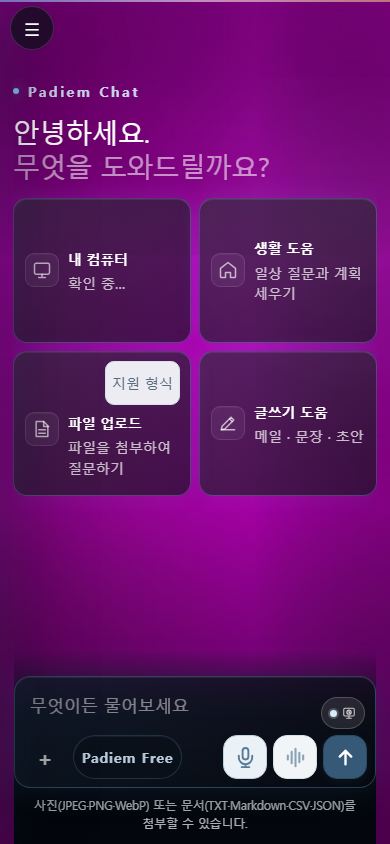 Padiem Chat
안녕하세요.
무엇을 도와드릴까요?
내 컴퓨터
확인 중...
생활 도움
일상 질문과 계획
세우기
지원 형식
파일 업로드
파일을 첨부하여
질문하기
글쓰기 도움
메일 · 문장 · 초안
무엇이든 물어보세요
+
Padiem Free
사진(JPEG·PNG·WebP) 또는 문서(TXT·Markdown·CSV·JSON)를
첨부할 수 있습니다.